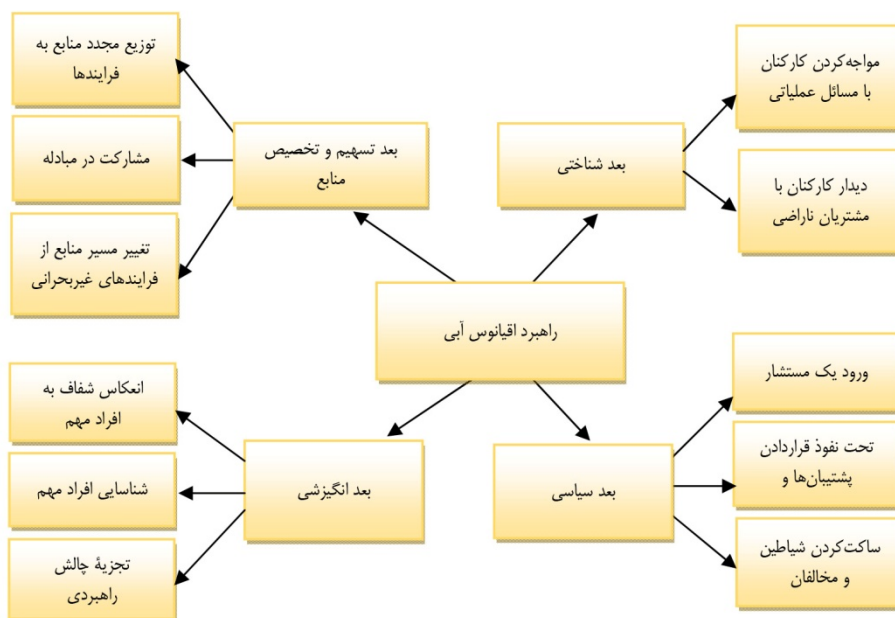 مواجه‌کردن کارکنان
با مسائل عملیاتی
دیدار کارکنان با
مشتریان ناراضی
بعد شناختی
بعد تسهیم و تخصیص
منابع
توزیع مجدد منابع به
فرایندها
مشارکت در مبادله
تغییر مسیر منابع از
فرایندهای غیربحرانی
راهبرد اقیانوس آبی
ورود یک مستشار
تحت نفوذ قراردادن
پشتیبان‌ها و
ساکت‌کردن شیاطین
و مخالفان
بعد سیاسی
بعد انگیزشی
انعکاس شفاف به
افراد مهم
شناسایی افراد مهم
تجزیۀ چالش
راهبردی